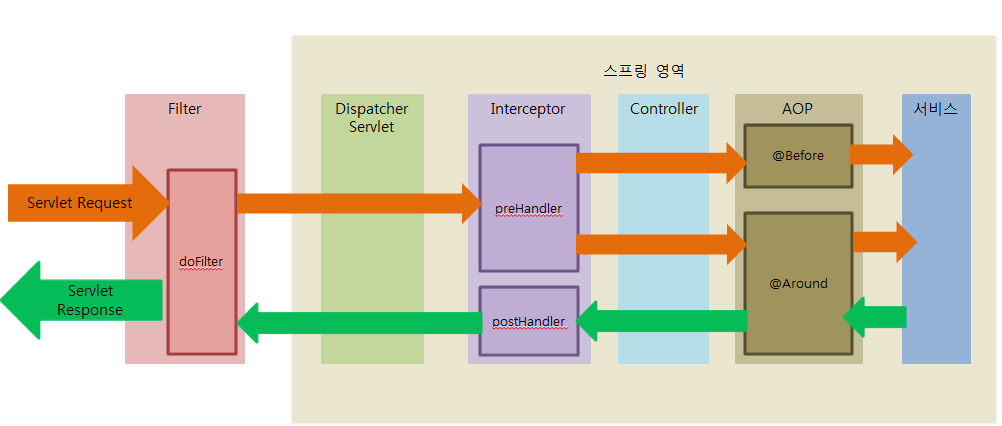 스프링 영역
Filter
Dispatcher
Servlet
Interceptor
Controller
AOP
서비스
@Before
Servlet Request
preHandler
doFilter
@Around
Servlet
Response
postHandler